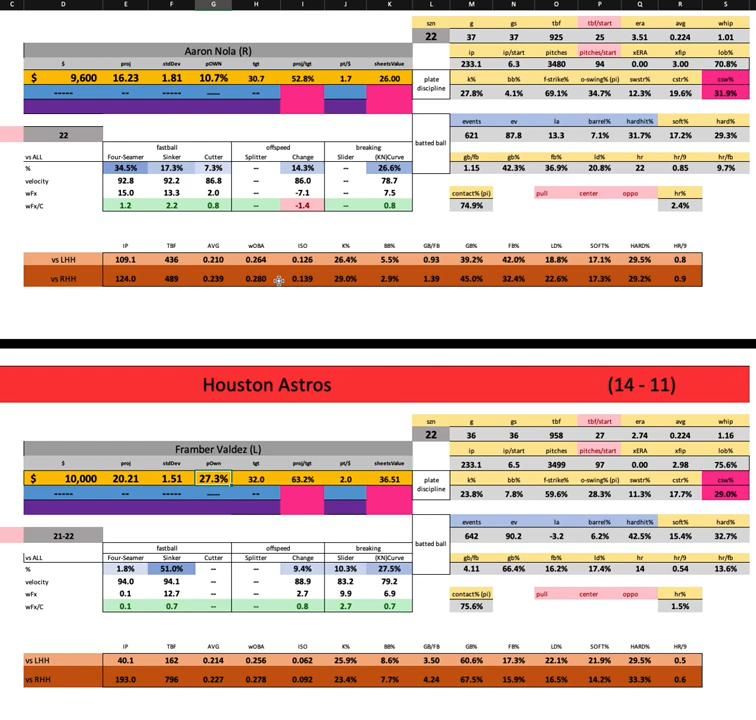 C D E F G H I J K L M N O P Q R S
szn g gs tbf tbf/start era avg whip
22 37 37 925 25 3.51 0.224 1.01
Aaron Nola (R) ip ip/start pitches pitches/start xERA xfip lob%
233.1 6.3 3480 94 0.00 3.00 70.8%
$ proj stdDev pOWN tgt proj/tgt pt/$ sheetsValue
$ 9,600 16.23 1.81 10.7% 30.7 52.8% 1.7 26.00
plate discipline k% bb% f-strike% o-swing% (pi) swstr% cstr% csw%
----- -- -- ---- -- 27.8% 4.1% 69.1% 34.7% 12.3% 19.6% 31.9%
batted ball events ev la barrel% hardhit% soft% hard%
22 621 87.8 13.3 7.1% 31.7% 17.2% 29.3%
fastball offspeed breaking
vs ALL Four-Seamer Sinker Cutter Splitter Change Slider (KN)Curve gb/fb gb% fb% ld% hr hr/9 hr/fb
% 34.5% 17.3% 7.3% -- 14.3% -- 26.6% 1.15 42.3% 36.9% 20.8% 22 0.85 9.7%
velocity 92.8 92.2 86.8 -- 86.0 -- 78.7
wFx 15.0 13.3 2.0 -- -7.1 -- 7.5 contact% (pi) pull center oppo hr%
wFx/C 1.2 2.2 0.8 -- -1.4 -- 0.8 74.9% 2.4%
IP TBF AVG wOBA ISO K% BB% GB/FB GB% FB% LD% SOFT% HARD% HR/9
vs LHH 109.1 436 0.210 0.264 0.126 26.4% 5.5% 0.93 39.2% 42.0% 18.8% 17.1% 29.5% 0.8
vs RHH 124.0 489 0.239 0.280 0.139 29.0% 2.9% 1.39 45.0% 32.4% 22.6% 17.3% 29.2% 0.9
Houston Astros (14 - 11)
szn g gs tbf tbf/start era avg whip
22 36 36 958 27 2.74 0.224 1.16
Framber Valdez (L) ip ip/start pitches pitches/start xERA xfip lob%
233.1 6.5 3499 97 0.00 2.98 75.6%
$ proj stdDev pOwn tgt proj/tgt pt/$ sheetsValue
$ 10,000 20.21 1.51 27.3% 32.0 63.2% 2.0 36.51
plate discipline k% bb% f-strike% o-swing% (pi) swstr% cstr% csw%
----- -- -- ---- -- 23.8% 7.8% 59.6% 28.3% 11.3% 17.7% 29.0%
batted ball events ev la barrel% hardhit% soft% hard%
21-22 642 90.2 -3.2 6.2% 42.5% 15.4% 32.7%
fastball offspeed breaking
vs ALL Four-Seamer Sinker Cutter Splitter Change Slider (KN)Curve gb/fb gb% fb% ld% hr hr/9 hr/fb
% 1.8% 51.0% -- -- 9.4% 10.3% 27.5% 4.11 66.4% 16.2% 17.4% 14 0.54 13.6%
velocity 94.0 94.1 -- -- 88.9 83.2 79.2
wFx 0.1 12.7 -- -- 2.7 9.9 6.9 contact% (pi) pull center oppo hr%
wFx/C 0.1 0.7 -- -- 0.8 2.7 0.7 75.6% 1.5%
IP TBF AVG wOBA ISO K% BB% GB/FB GB% FB% LD% SOFT% HARD% HR/9
vs LHH 40.1 162 0.214 0.256 0.062 25.9% 8.6% 3.50 60.6% 17.3% 22.1% 21.9% 29.5% 0.5
vs RHH 193.0 796 0.227 0.278 0.092 23.4% 7.7% 4.24 67.5% 15.9% 16.5% 14.2% 33.3% 0.6